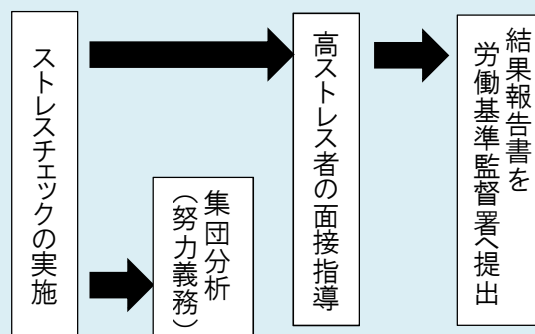 ストレスチェックの実施
集団分析
（努力義務）
高ストレス者の面接指導
結果報告書を
労働基準監督署へ提出